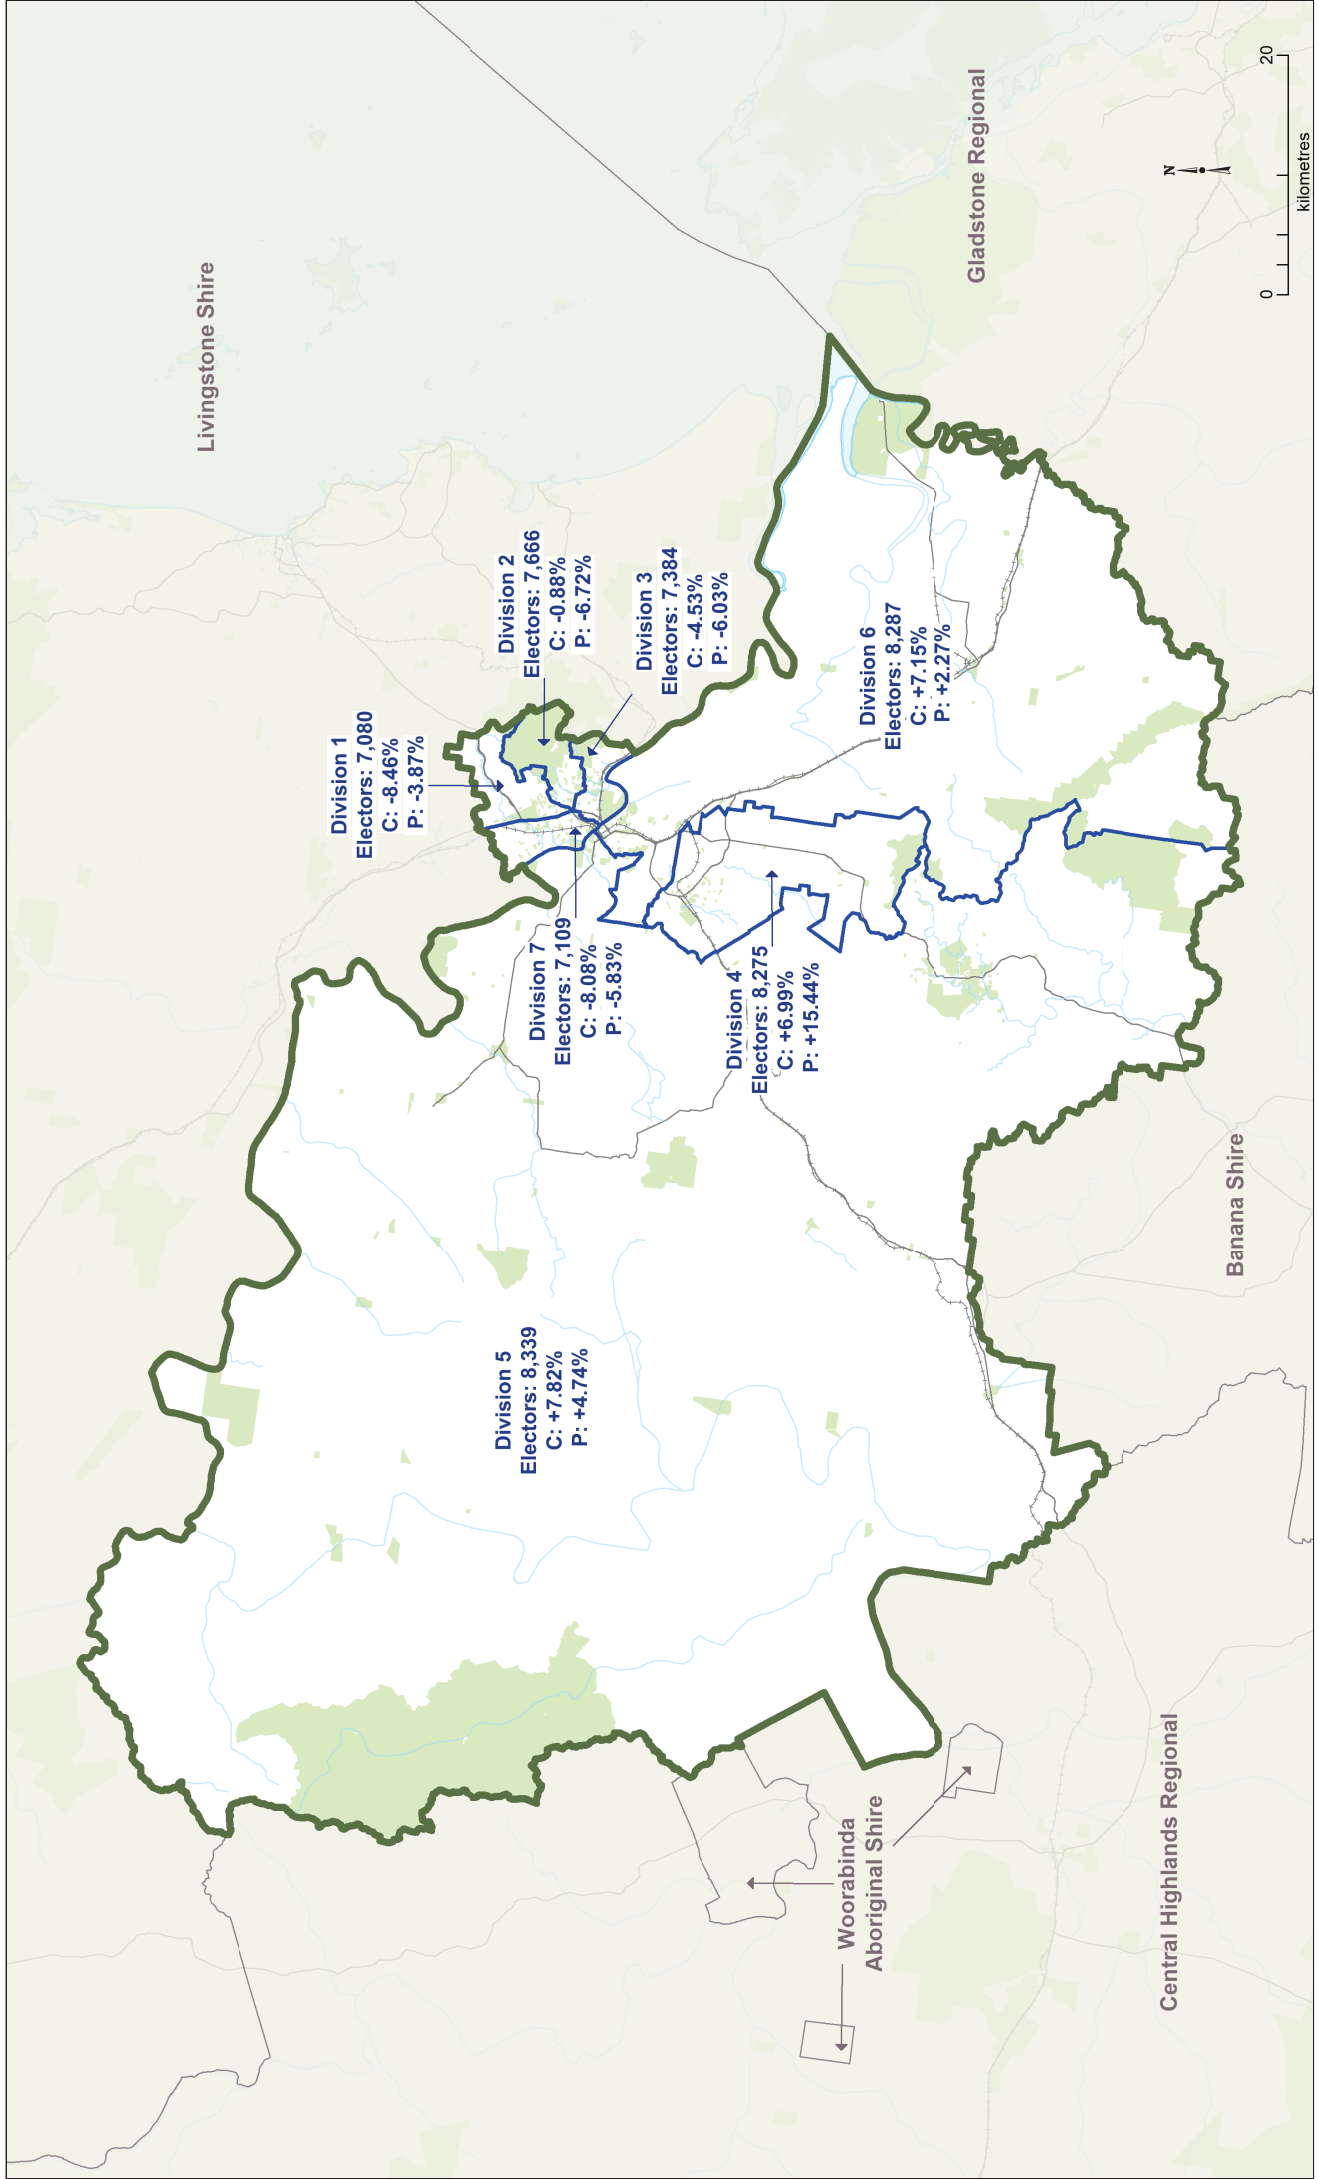 Livingstone Shire
Division 1
Electors: 7,080
C: -8.46%
P: -3.87%
Division 2
Electors: 7,666
C: -0.88%
P: -6.72%
Division 3
Electors: 7,384
C: -4.53%
P: -6.03%
Division 7
Electors: 7,109
C: -8.08%
P: -5.83%
Division 5
Electors: 8,339
C: +7.82%
P: +4.74%
Division 4
Electors: 8,275
C: +6.99%
P: +15.44%
Division 6
Electors: 8,287
C: +7.15%
P: +2.27%
Gladstone Regional
Woorabinda
Aboriginal Shire
Central Highlands Regional
Banana Shire
N
0 20
kilometres